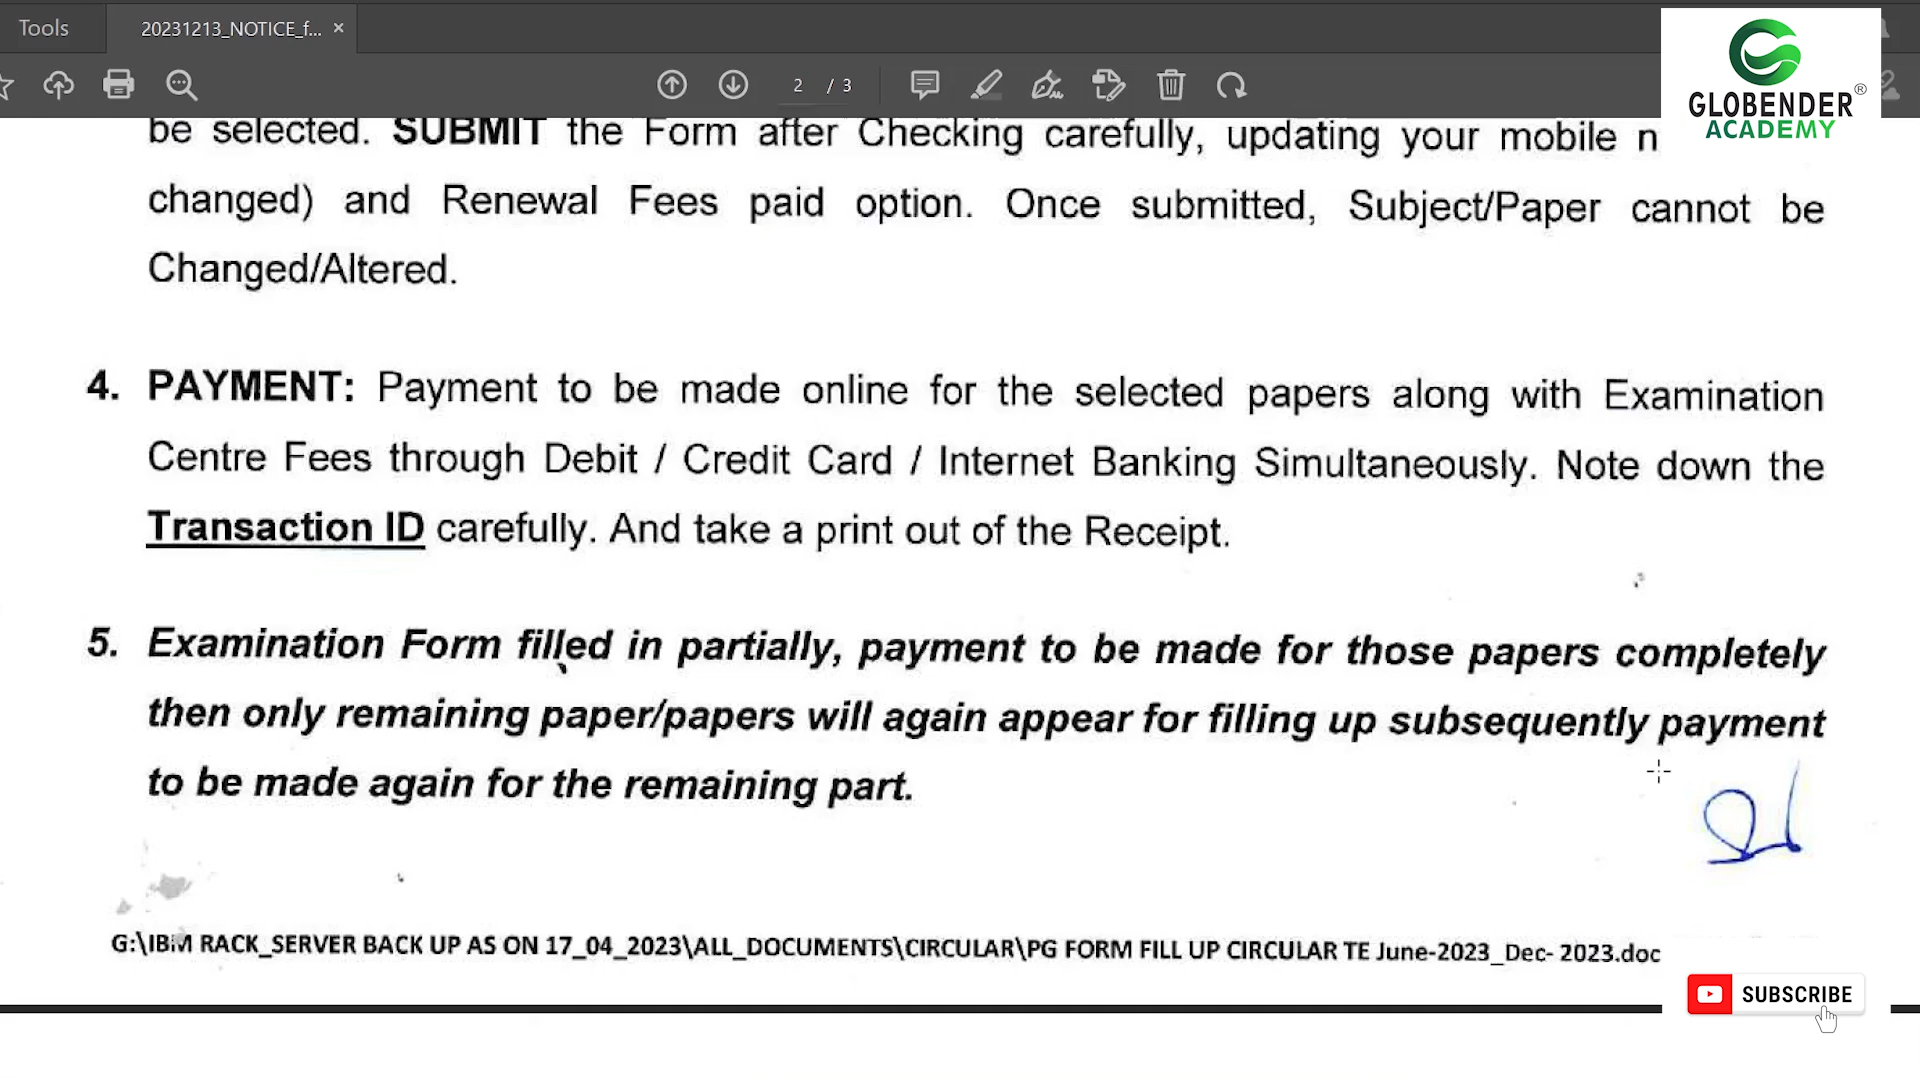 Tools
20231213_NOTICE_f... ×
2 / 3
GLOBENDER®
ACADEMY
be selected. SUBMIT the Form after Checking carefully, updating your mobile n
changed) and Renewal Fees paid option. Once submitted, Subject/Paper cannot be
Changed/Altered.
4. PAYMENT: Payment to be made online for the selected papers along with Examination
Centre Fees through Debit / Credit Card / Internet Banking Simultaneously. Note down the
Transaction ID carefully. And take a print out of the Receipt.
5. Examination Form filled in partially, payment to be made for those papers completely
then only remaining paper/papers will again appear for filling up subsequently payment
to be made again for the remaining part.
G:\IBM RACK_SERVER BACK UP AS ON 17_04_2023\ALL_DOCUMENTS\CIRCULAR\PG FORM FILL UP CIRCULAR TE June-2023_Dec- 2023.doc
SUBSCRIBE